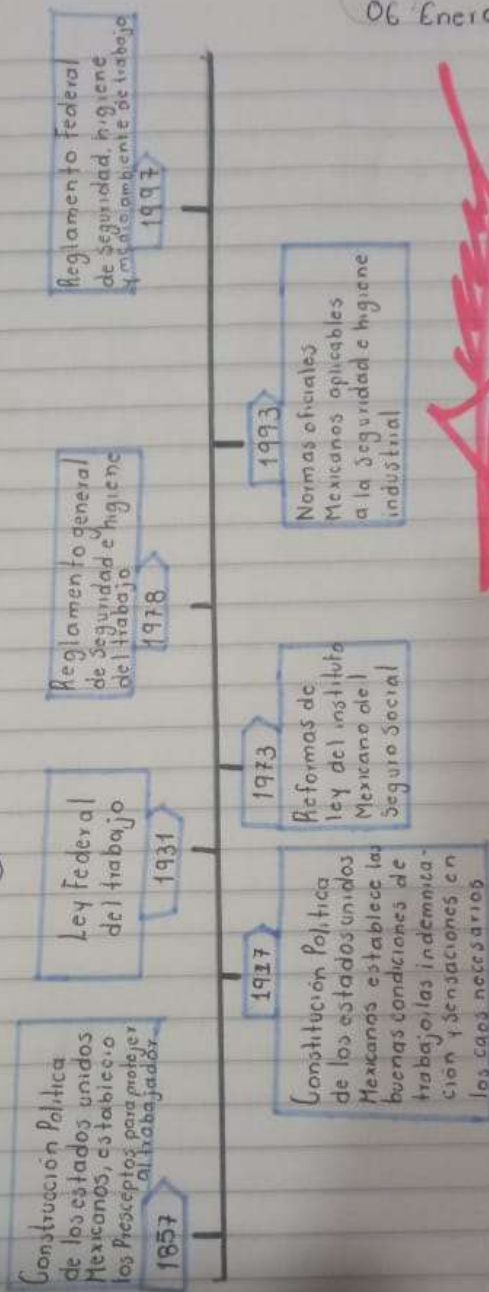 06 Enero
Construcción Política
de los estados unidos
Mexicanos, establecio
los Presceptos para protejer
al trabajador.
1857
1917
Constitución Política
de los estados unidos
Mexicanos establece las
buenas condiciones de
trabajo, las indemnica-
ción y sensaciones en
los caos necesarios
Ley Federal
del trabajo
1931
1973
Reformas de
ley del instituto
Mexicano del
Seguro Social
Reglamento general
de Seguridad e higiene
del trabajo
1978
1993
Normas oficiales
Mexicanos aplicables
a la seguridad e higiene
industrial
Reglamento Federal
de Seguridad, higiene
y medio ambiente de trabajo
1997